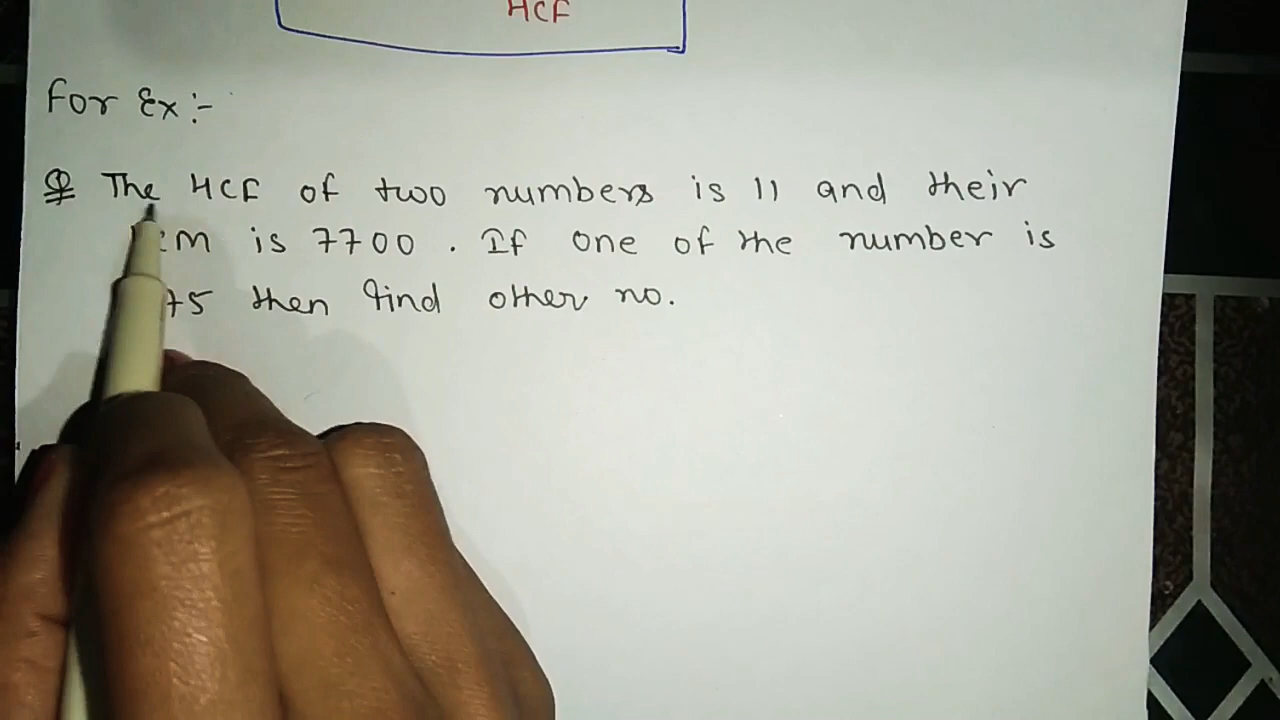 HCF
For Ex :-
Q The HCF of two numbers is 11 and their
is 7700 . If one of the number is
then find other no.